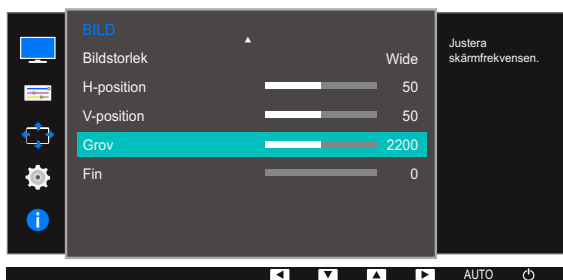 BILD
Bildstorlek Wide
H-position 50
V-position 50
Grov 2200
Fin 0
Justera
skärmfrekvensen.
AUTO